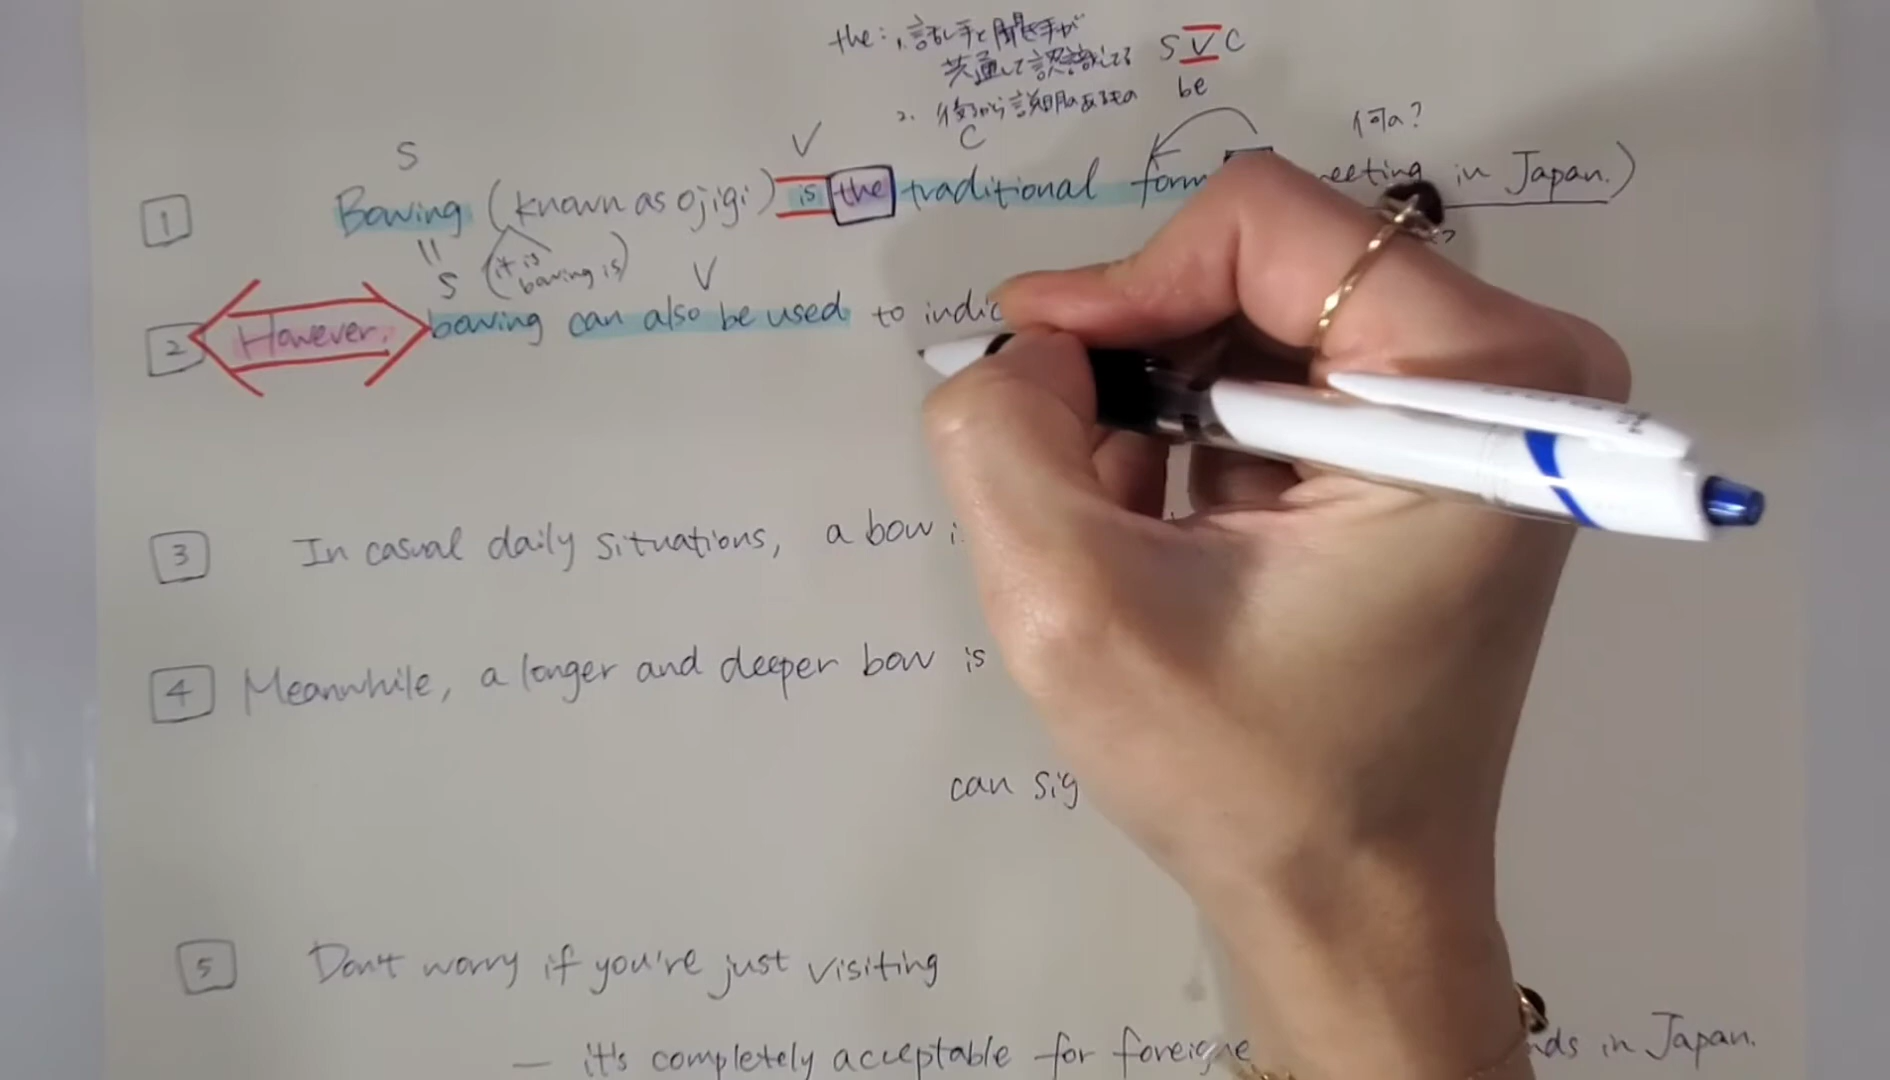 the: 1. 話し手と聞き手が
共通して認識してる
2. 後ろから説明のあるもの
S V C
be
何の?
S V C
1 Bowing (known as ojigi) is the traditional form eeting in Japan.)
= S (it is V
bowing is)
2 However, bowing can also be used to indic
3 In casual daily situations, a bow i
4 Meanwhile, a longer and deeper bow is
can sig
5 Don't worry if you're just visiting
— it's completely acceptable for foreigne nds in Japan.